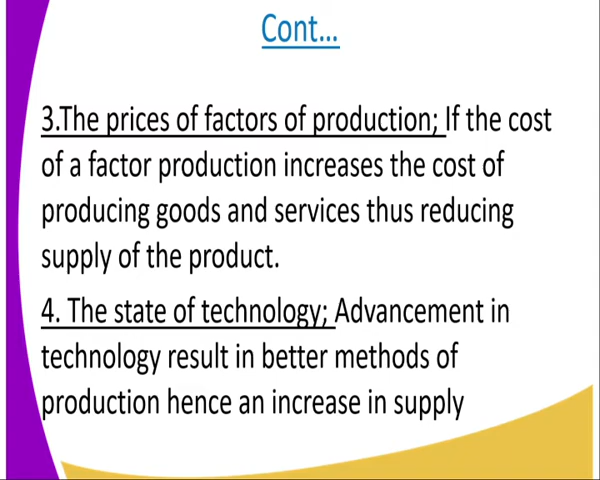 Cont...
3.The prices of factors of production; If the cost
of a factor production increases the cost of
producing goods and services thus reducing
supply of the product.
4. The state of technology; Advancement in
technology result in better methods of
production hence an increase in supply